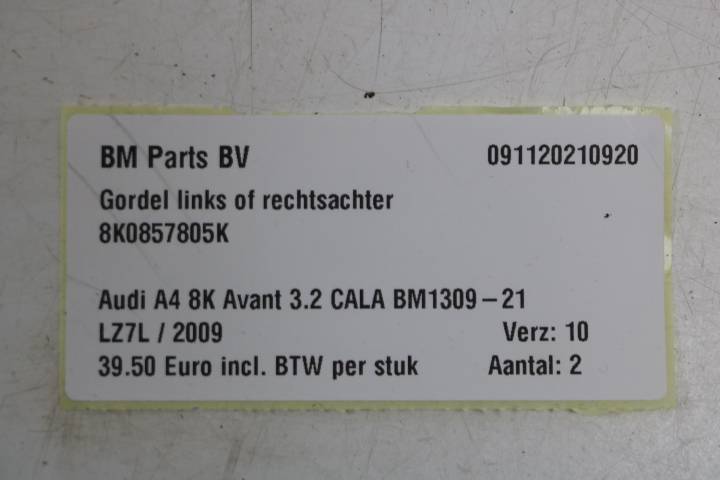 BM Parts BV 091120210920
Gordel links of rechtsachter
8K0857805K
Audi A4 8K Avant 3.2 CALA BM1309-21
LZ7L / 2009 Verz: 10
39.50 Euro incl. BTW per stuk Aantal: 2